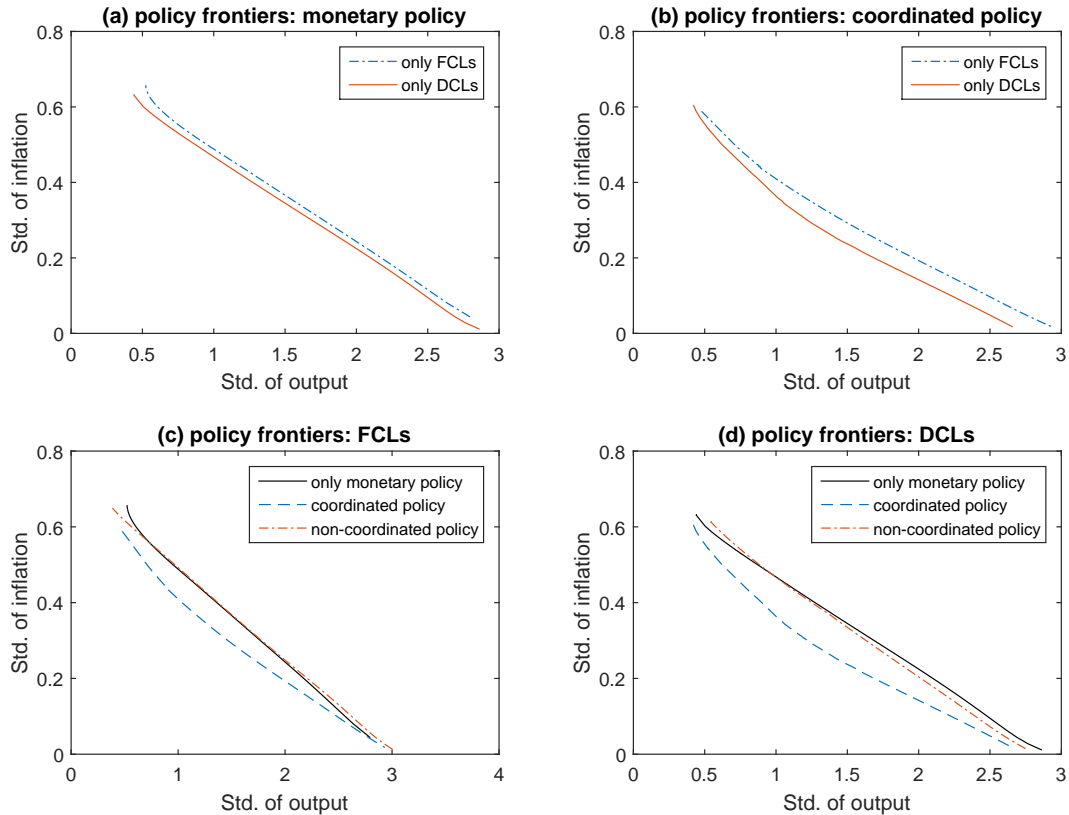 (a) policy frontiers: monetary policy
0.8
0.6
0.4
0.2
0
Std. of inflation
only FCLs
only DCLs
0 0.5 1 1.5 2 2.5 3
Std. of output
(b) policy frontiers: coordinated policy
0.8
0.6
0.4
0.2
0
Std. of inflation
only FCLs
only DCLs
0 0.5 1 1.5 2 2.5 3
Std. of output
(c) policy frontiers: FCLs
0.8
0.6
0.4
0.2
0
Std. of inflation
only monetary policy
coordinated policy
non-coordinated policy
0 1 2 3 4
Std. of output
(d) policy frontiers: DCLs
0.8
0.6
0.4
0.2
0
Std. of inflation
only monetary policy
coordinated policy
non-coordinated policy
0 0.5 1 1.5 2 2.5 3
Std. of output